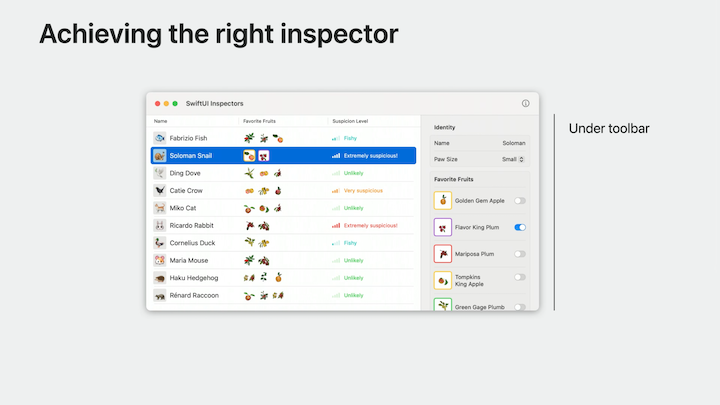 Achieving the right inspector
SwiftUI Inspectors
Name Favorite Fruits Suspicion Level
Fabrizio Fish Fishy
Soloman Snail Extremely suspicious!
Ding Dove Unlikely
Catie Crow Very suspicious
Miko Cat Unlikely
Ricardo Rabbit Extremely suspicious!
Cornelius Duck Fishy
Maria Mouse Unlikely
Haku Hedgehog Unlikely
Rénard Raccoon Unlikely
Identity
Name Soloman
Paw Size Small
Favorite Fruits
Golden Gem Apple
Flavor King Plum
Mariposa Plum
Tompkins
King Apple
Green Gage Plumb
Under toolbar